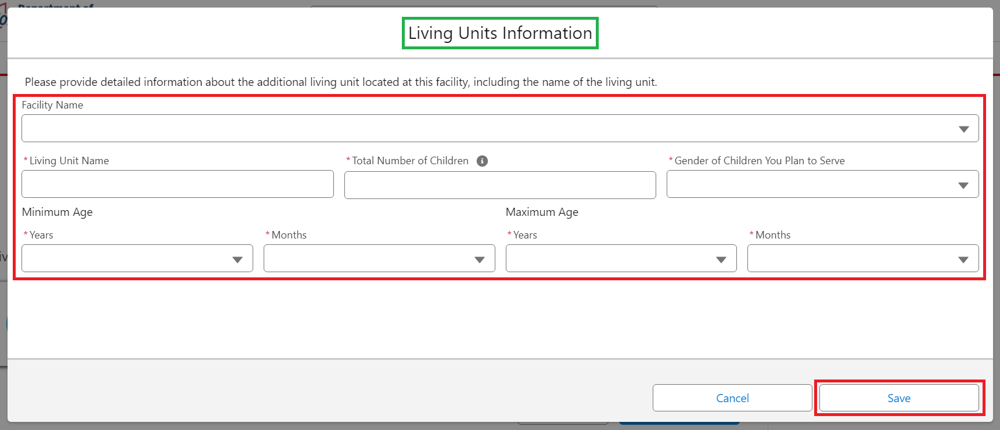 Department of
Living Units Information
Please provide detailed information about the additional living unit located at this facility, including the name of the living unit.
Facility Name
*Living Unit Name
*Total Number of Children
*Gender of Children You Plan to Serve
Minimum Age
Maximum Age
*Years
*Months
*Years
*Months
Cancel
Save